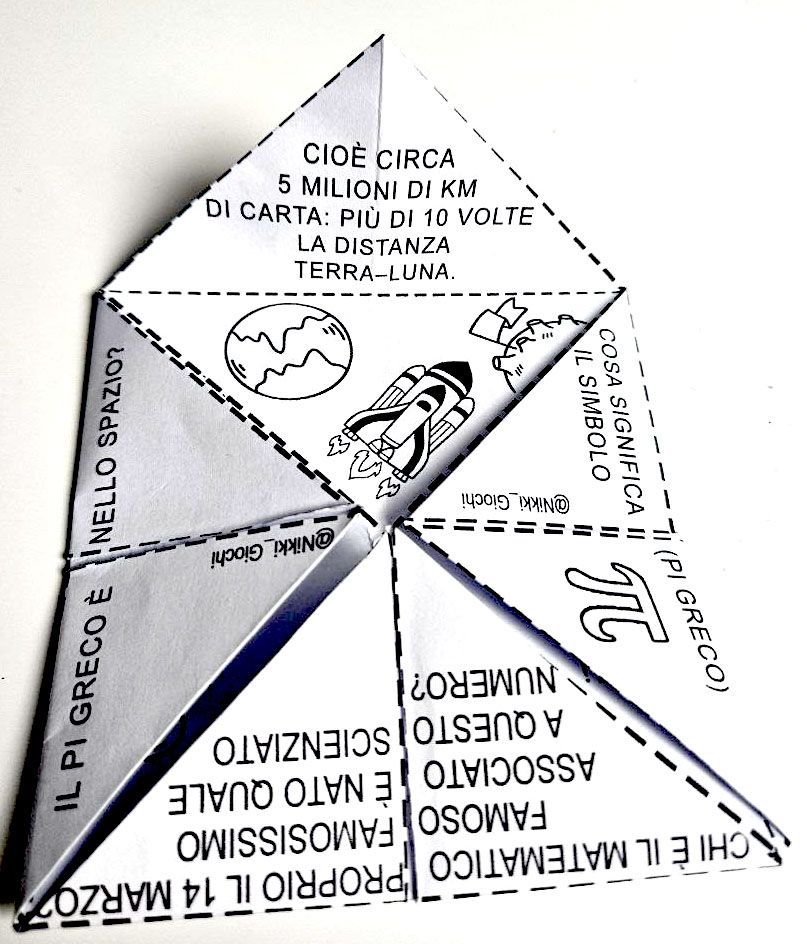 CIOÈ CIRCA
5 MILIONI DI KM
DI CARTA: PIÙ DI 10 VOLTE
LA DISTANZA
TERRA–LUNA.
NELLO SPAZIO?
COSA SIGNIFICA
IL SIMBOLO
@Nikki_Giochi
@Nikki_Giochi
IL PI GRECO È
π
(PI GRECO)
CHI È IL MATEMATICO
FAMOSO
ASSOCIATO
A QUESTO
NUMERO?
PROPRIO IL 14 MARZO?
FAMOSISSIMO
È NATO QUALE
SCIENZIATO